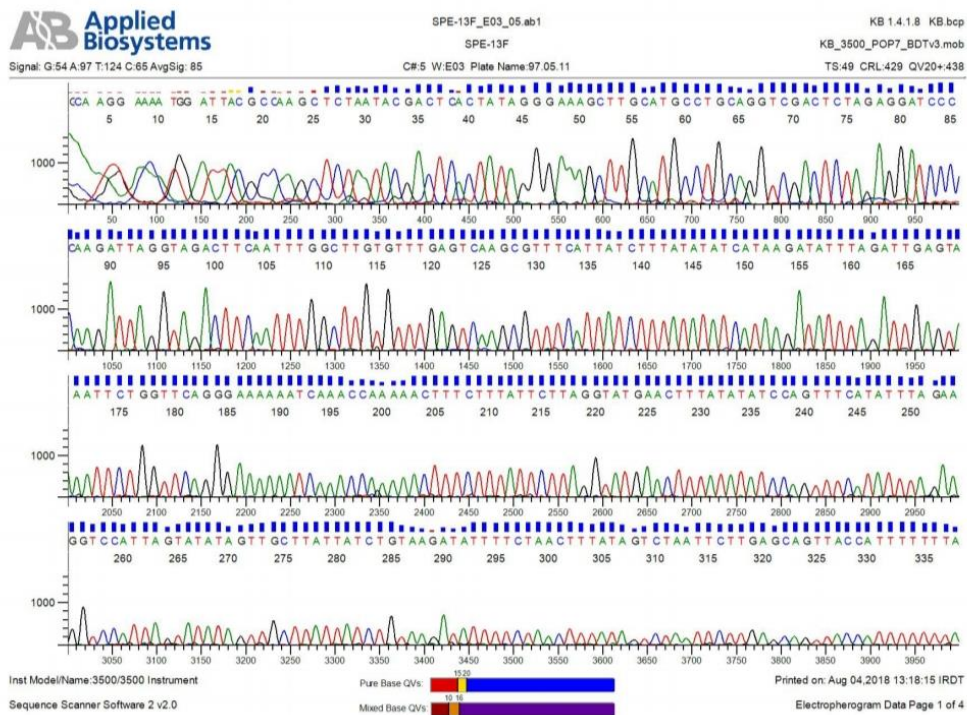 AB Applied
Biosystems
SPE-13F_E03_05.ab1
KB 1.4.1.8 KB.bcp
SPE-13F
KB_3500_POP7_BDTv3.mob
Signal: G:54 A:97 T:124 C:65 AvgSig: 85
C#:5 W:E03 Plate Name:97.05.11
TS:49 CRL:429 QV20+:438
CCA AGG AAAA TGG ATTACGCCAAGCTCTAATACGACTCACTATAGGGAAAGCTTGCATGCCTGCAGGTCGACTCTAGAGGATCCC
5 10 15 20 25 30 35 40 45 50 55 60 65 70 75 80 85
1000
50 100 150 200 250 300 350 400 450 500 550 600 650 700 750 800 850 900 950
CAAGATTAGGTAGACTTCAATTTGGCTTGTGTTTGAGTCAAGCGTTTCATTATCTTTATATATCATAAGATATTTAGATTGAGTA
90 95 100 105 110 115 120 125 130 135 140 145 150 155 160 165
1000
1050 1100 1150 1200 1250 1300 1350 1400 1450 1500 1550 1600 1650 1700 1750 1800 1850 1900 1950
AATTCTGGTTCAGGGAAAAAATCAAACCAAAAACTTTCTTTATTCTTAGGTATGAACTTTATATATCCAGTTTCATATTTAGAA
175 180 185 190 195 200 205 210 215 220 225 230 235 240 245 250
1000
2050 2100 2150 2200 2250 2300 2350 2400 2450 2500 2550 2600 2650 2700 2750 2800 2850 2900 2950
GGTCCATTAGTATATAGTTGCTTATTATCTGTAAGATATTTTCTAACTTTATAGTCTAATTCTTGAGCAGTTACCATTTTTTTA
260 265 270 275 280 285 290 295 300 305 310 315 320 325 330 335
1000
3050 3100 3150 3200 3250 3300 3350 3400 3450 3500 3550 3600 3650 3700 3750 3800 3850 3900 3950
Inst Model/Name:3500/3500 Instrument
Pure Base QVs:
15 20
Printed on: Aug 04,2018 13:18:15 IRDT
Sequence Scanner Software 2 v2.0
Mixed Base QVs:
10 16
Electropherogram Data Page 1 of 4